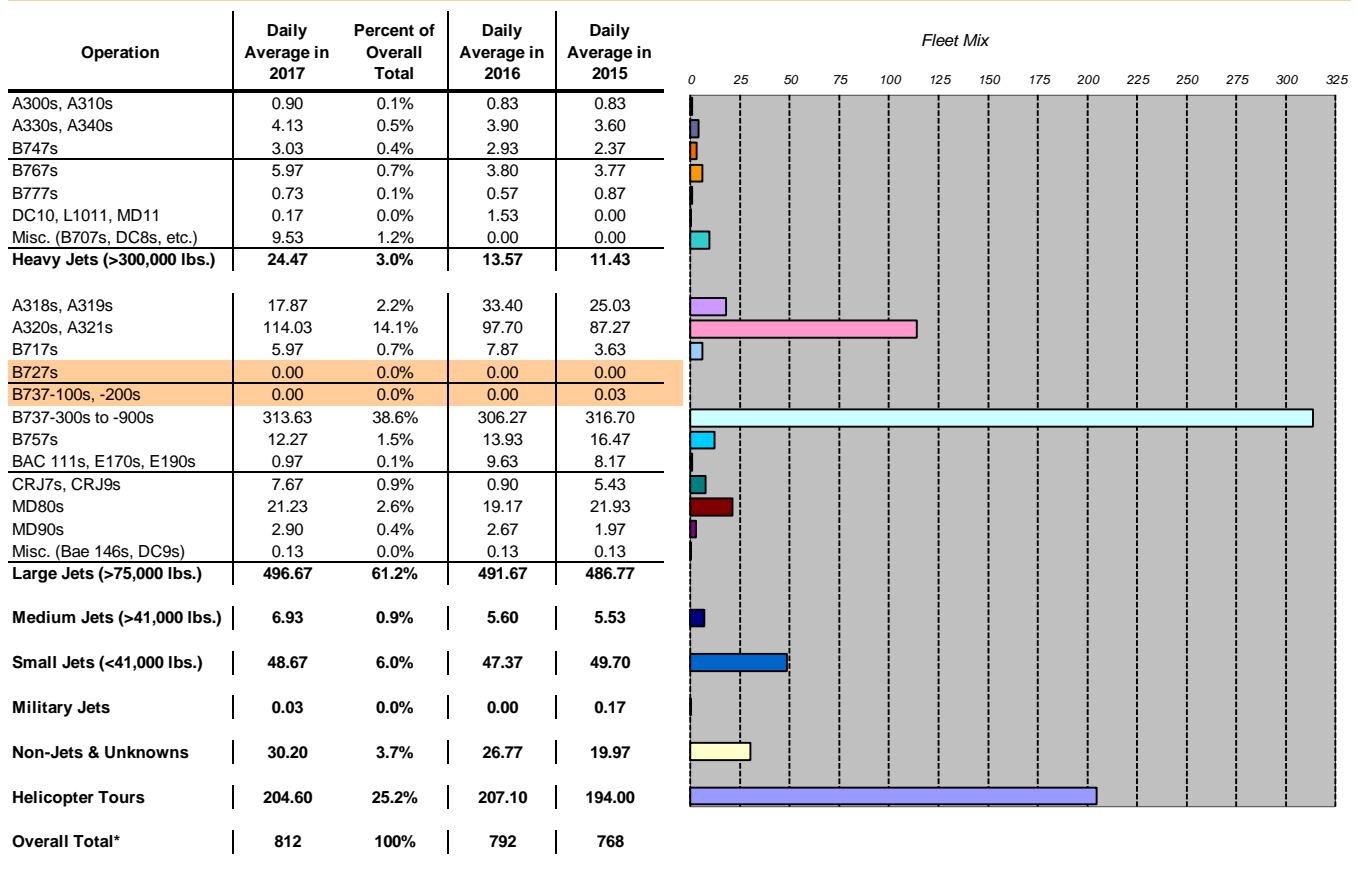 Operation Daily Average in 2017 Percent of Overall Total Daily Average in 2016 Daily Average in 2015
Fleet Mix
0 25 50 75 100 125 150 175 200 225 250 275 300 325
A300s, A310s 0.90 0.1% 0.83 0.83
A330s, A340s 4.13 0.5% 3.90 3.60
B747s 3.03 0.4% 2.93 2.37
B767s 5.97 0.7% 3.80 3.77
B777s 0.73 0.1% 0.57 0.87
DC10, L1011, MD11 0.17 0.0% 1.53 0.00
Misc. (B707s, DC8s, etc.) 9.53 1.2% 0.00 0.00
Heavy Jets (>300,000 lbs.) 24.47 3.0% 13.57 11.43
A318s, A319s 17.87 2.2% 33.40 25.03
A320s, A321s 114.03 14.1% 97.70 87.27
B717s 5.97 0.7% 7.87 3.63
B727s 0.00 0.0% 0.00 0.00
B737-100s, -200s 0.00 0.0% 0.00 0.03
B737-300s to -900s 313.63 38.6% 306.27 316.70
B757s 12.27 1.5% 13.93 16.47
BAC 111s, E170s, E190s 0.97 0.1% 9.63 8.17
CRJ7s, CRJ9s 7.67 0.9% 0.90 5.43
MD80s 21.23 2.6% 19.17 21.93
MD90s 2.90 0.4% 2.67 1.97
Misc. (Bae 146s, DC9s) 0.13 0.0% 0.13 0.13
Large Jets (>75,000 lbs.) 496.67 61.2% 491.67 486.77
Medium Jets (>41,000 lbs.) 6.93 0.9% 5.60 5.53
Small Jets (<41,000 lbs.) 48.67 6.0% 47.37 49.70
Military Jets 0.03 0.0% 0.00 0.17
Non-Jets & Unknowns 30.20 3.7% 26.77 19.97
Helicopter Tours 204.60 25.2% 207.10 194.00
Overall Total* 812 100% 792 768